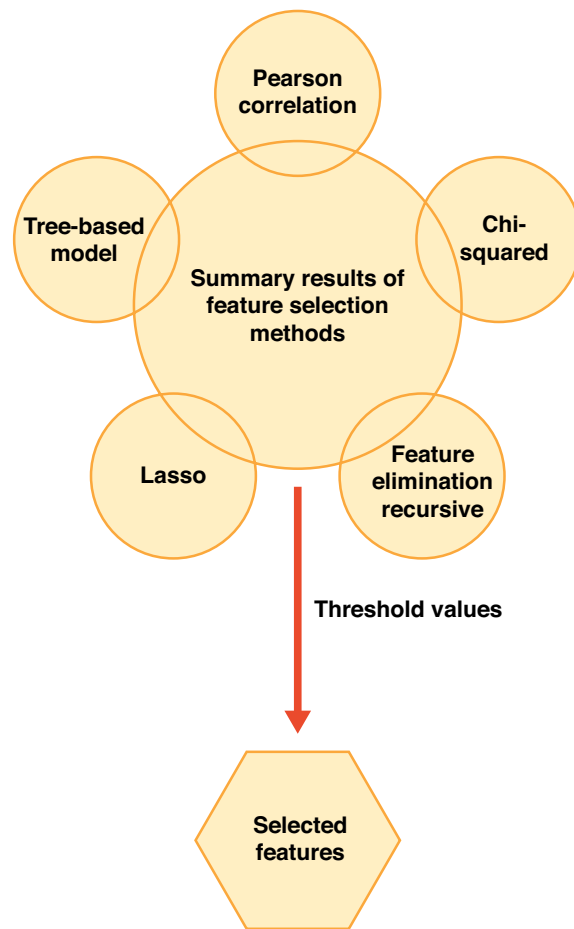 Pearson
correlation
Tree-based
model
Chi-
squared
Summary results of
feature selection
methods
Lasso
Feature
elimination
recursive
Threshold values
Selected
features